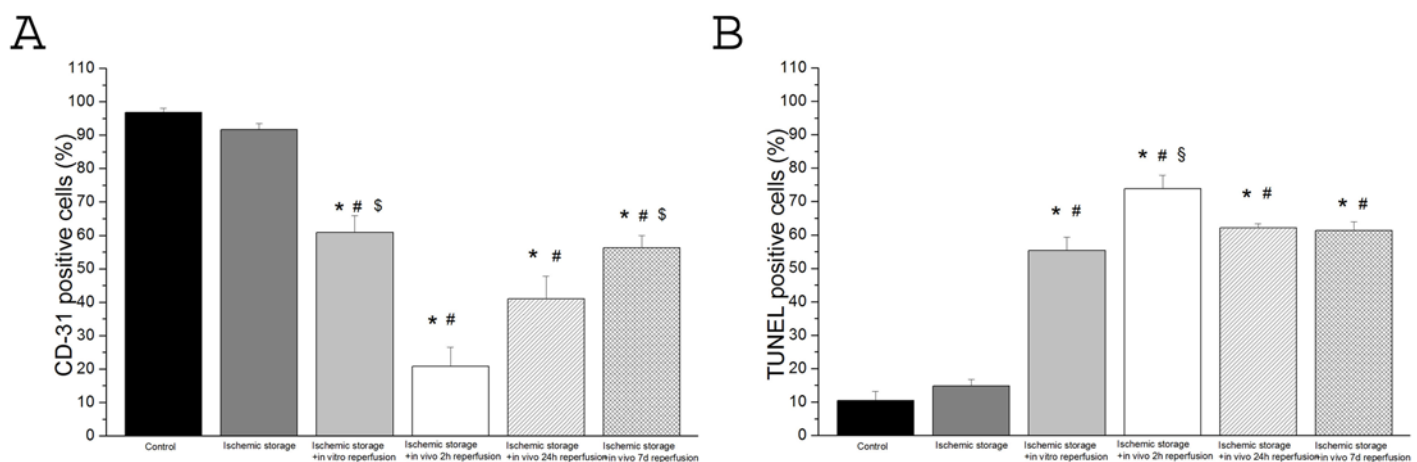 A
110
100
90
80
70
60
50
40
30
20
10
0
CD-31 positive cells (%)
* # $
* #
* #
* # $
Control
Ischemic storage
Ischemic storage
+in vitro reperfusion
Ischemic storage
+in vivo 2h reperfusion
Ischemic storage
+in vivo 24h reperfusion
Ischemic storage
+in vivo 7d reperfusion
B
110
100
90
80
70
60
50
40
30
20
10
0
TUNEL positive cells (%)
* #
* # §
* #
* #
Control
Ischemic storage
Ischemic storage
+in vitro reperfusion
Ischemic storage
+in vivo 2h reperfusion
Ischemic storage
+in vivo 24h reperfusion
Ischemic storage
+in vivo 7d reperfusion